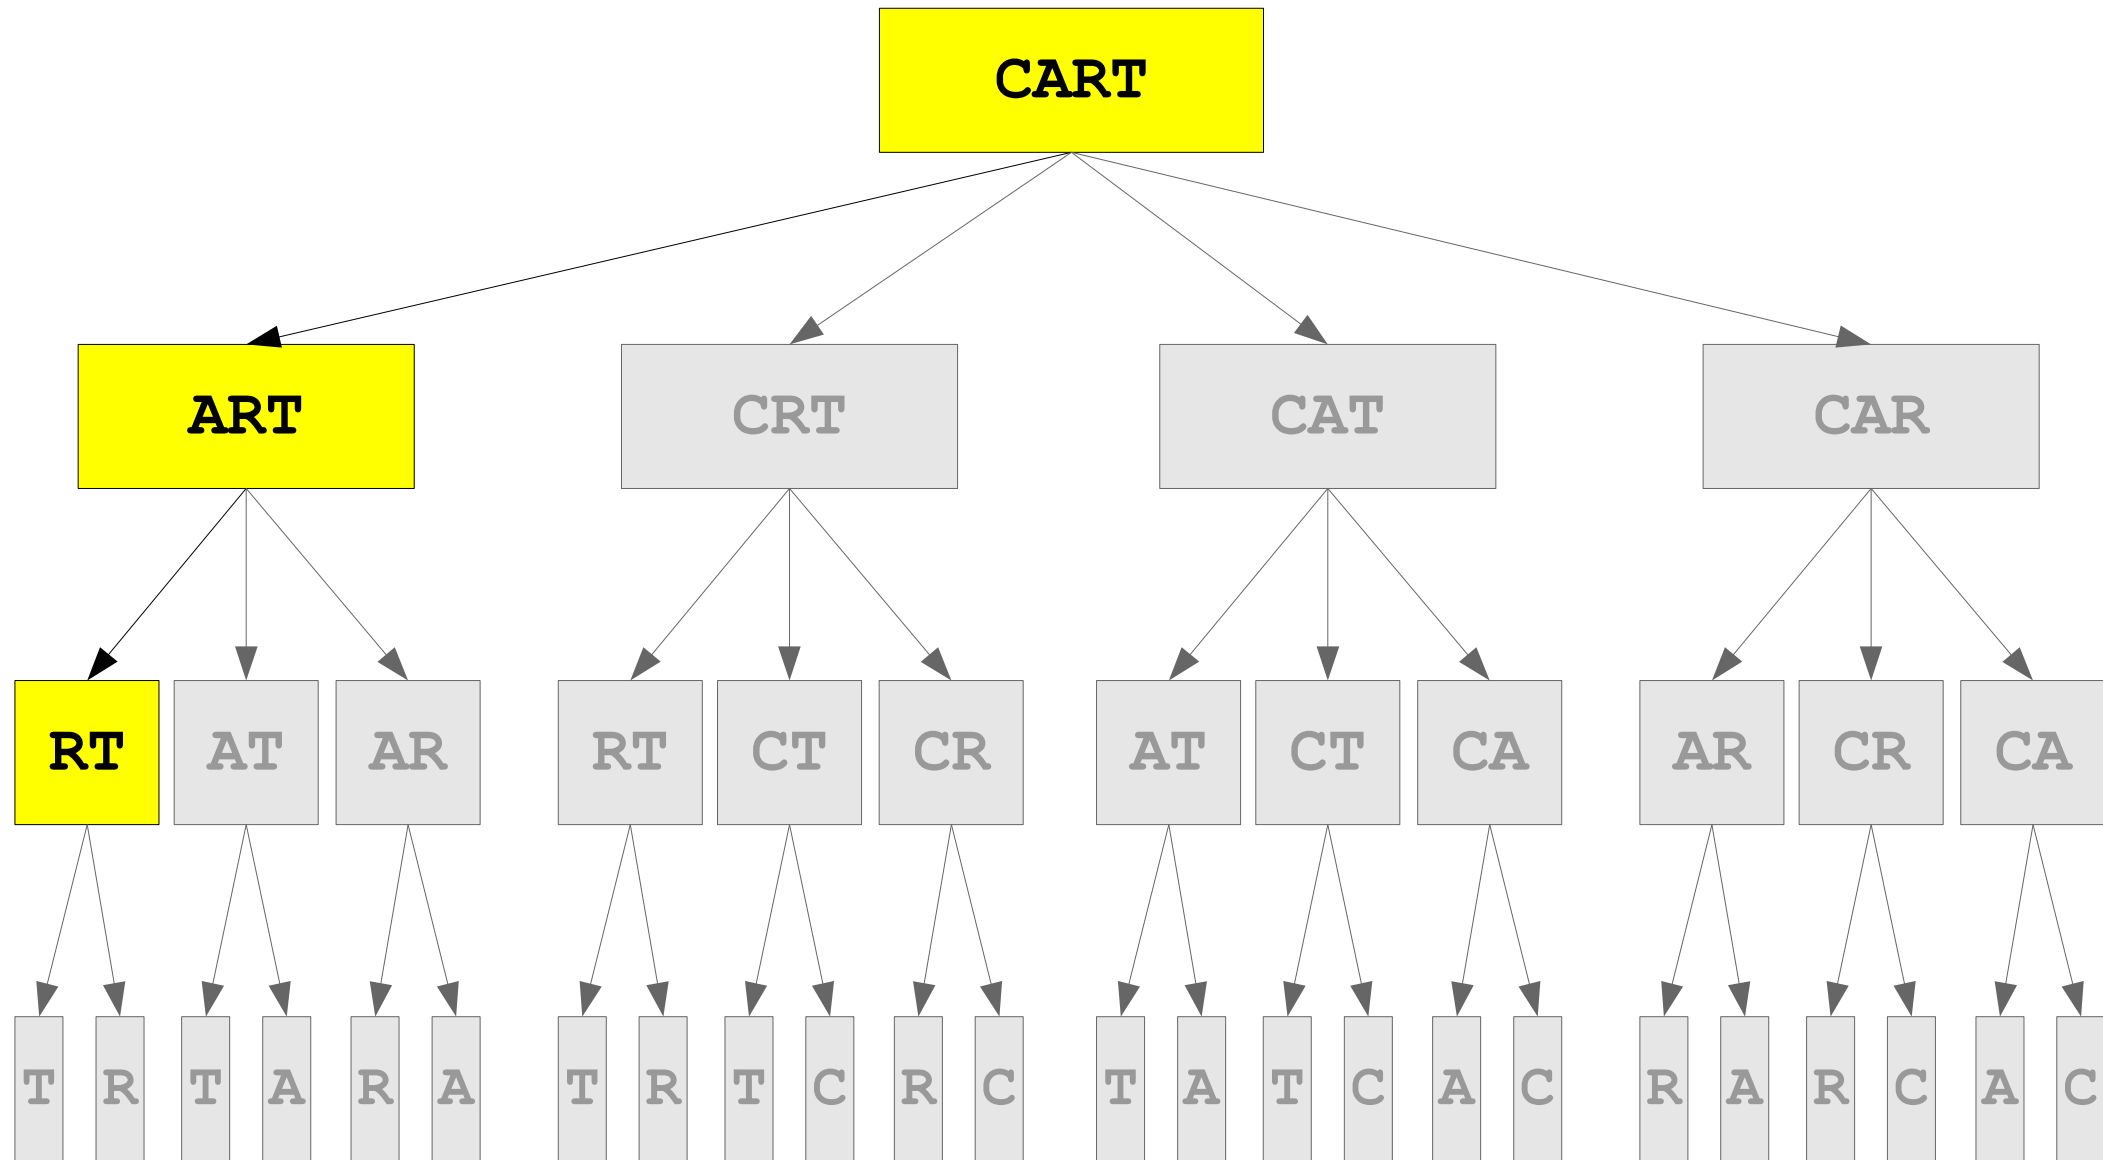 CART
ART CRT CAT CAR
RT AT AR RT CT CR AT CT CA AR CR CA
T R T A R A T R T C R C T A T C A C R A R C A C